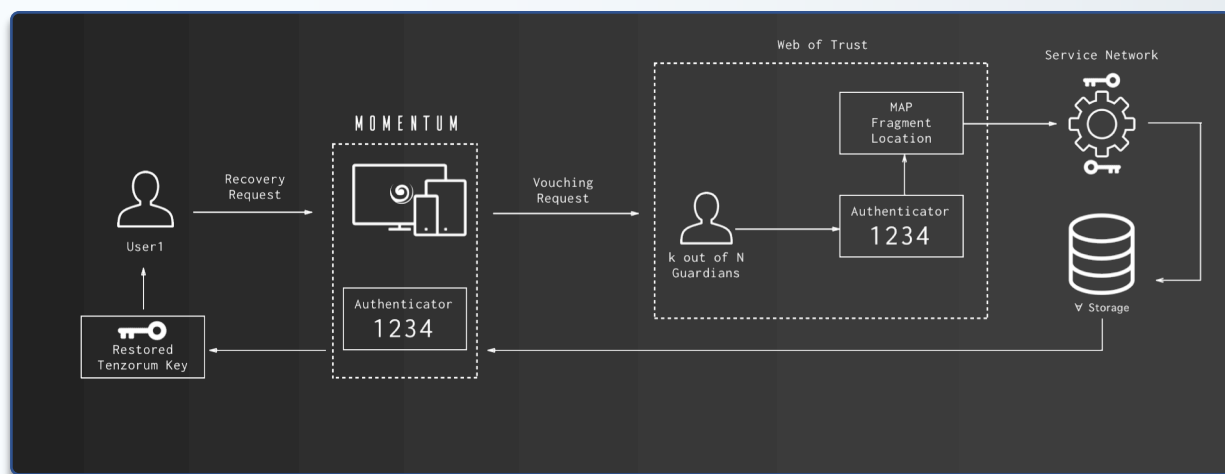 Web of Trust
Service Network
MOMENTUM
MAP
Fragment
Location
Recovery
Request
Vouching
Request
User1
Authenticator
1234
k out of N
Guardians
Authenticator
1234
∀ Storage
Restored
Tenzorum Key